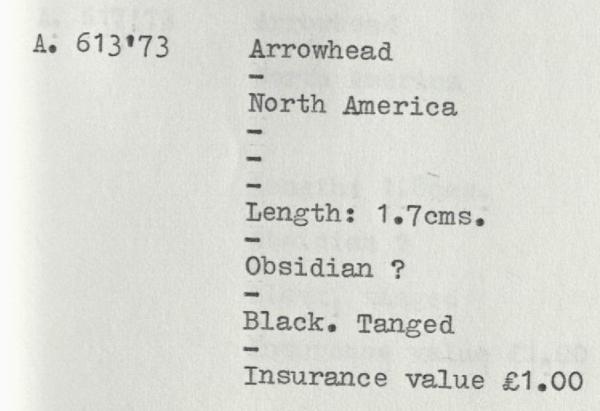 A. 613'73 Arrowhead
-
North America
-
-
-
Length: 1.7cms.
-
Obsidian ?
-
Black. Tanged
-
Insurance value £1.00